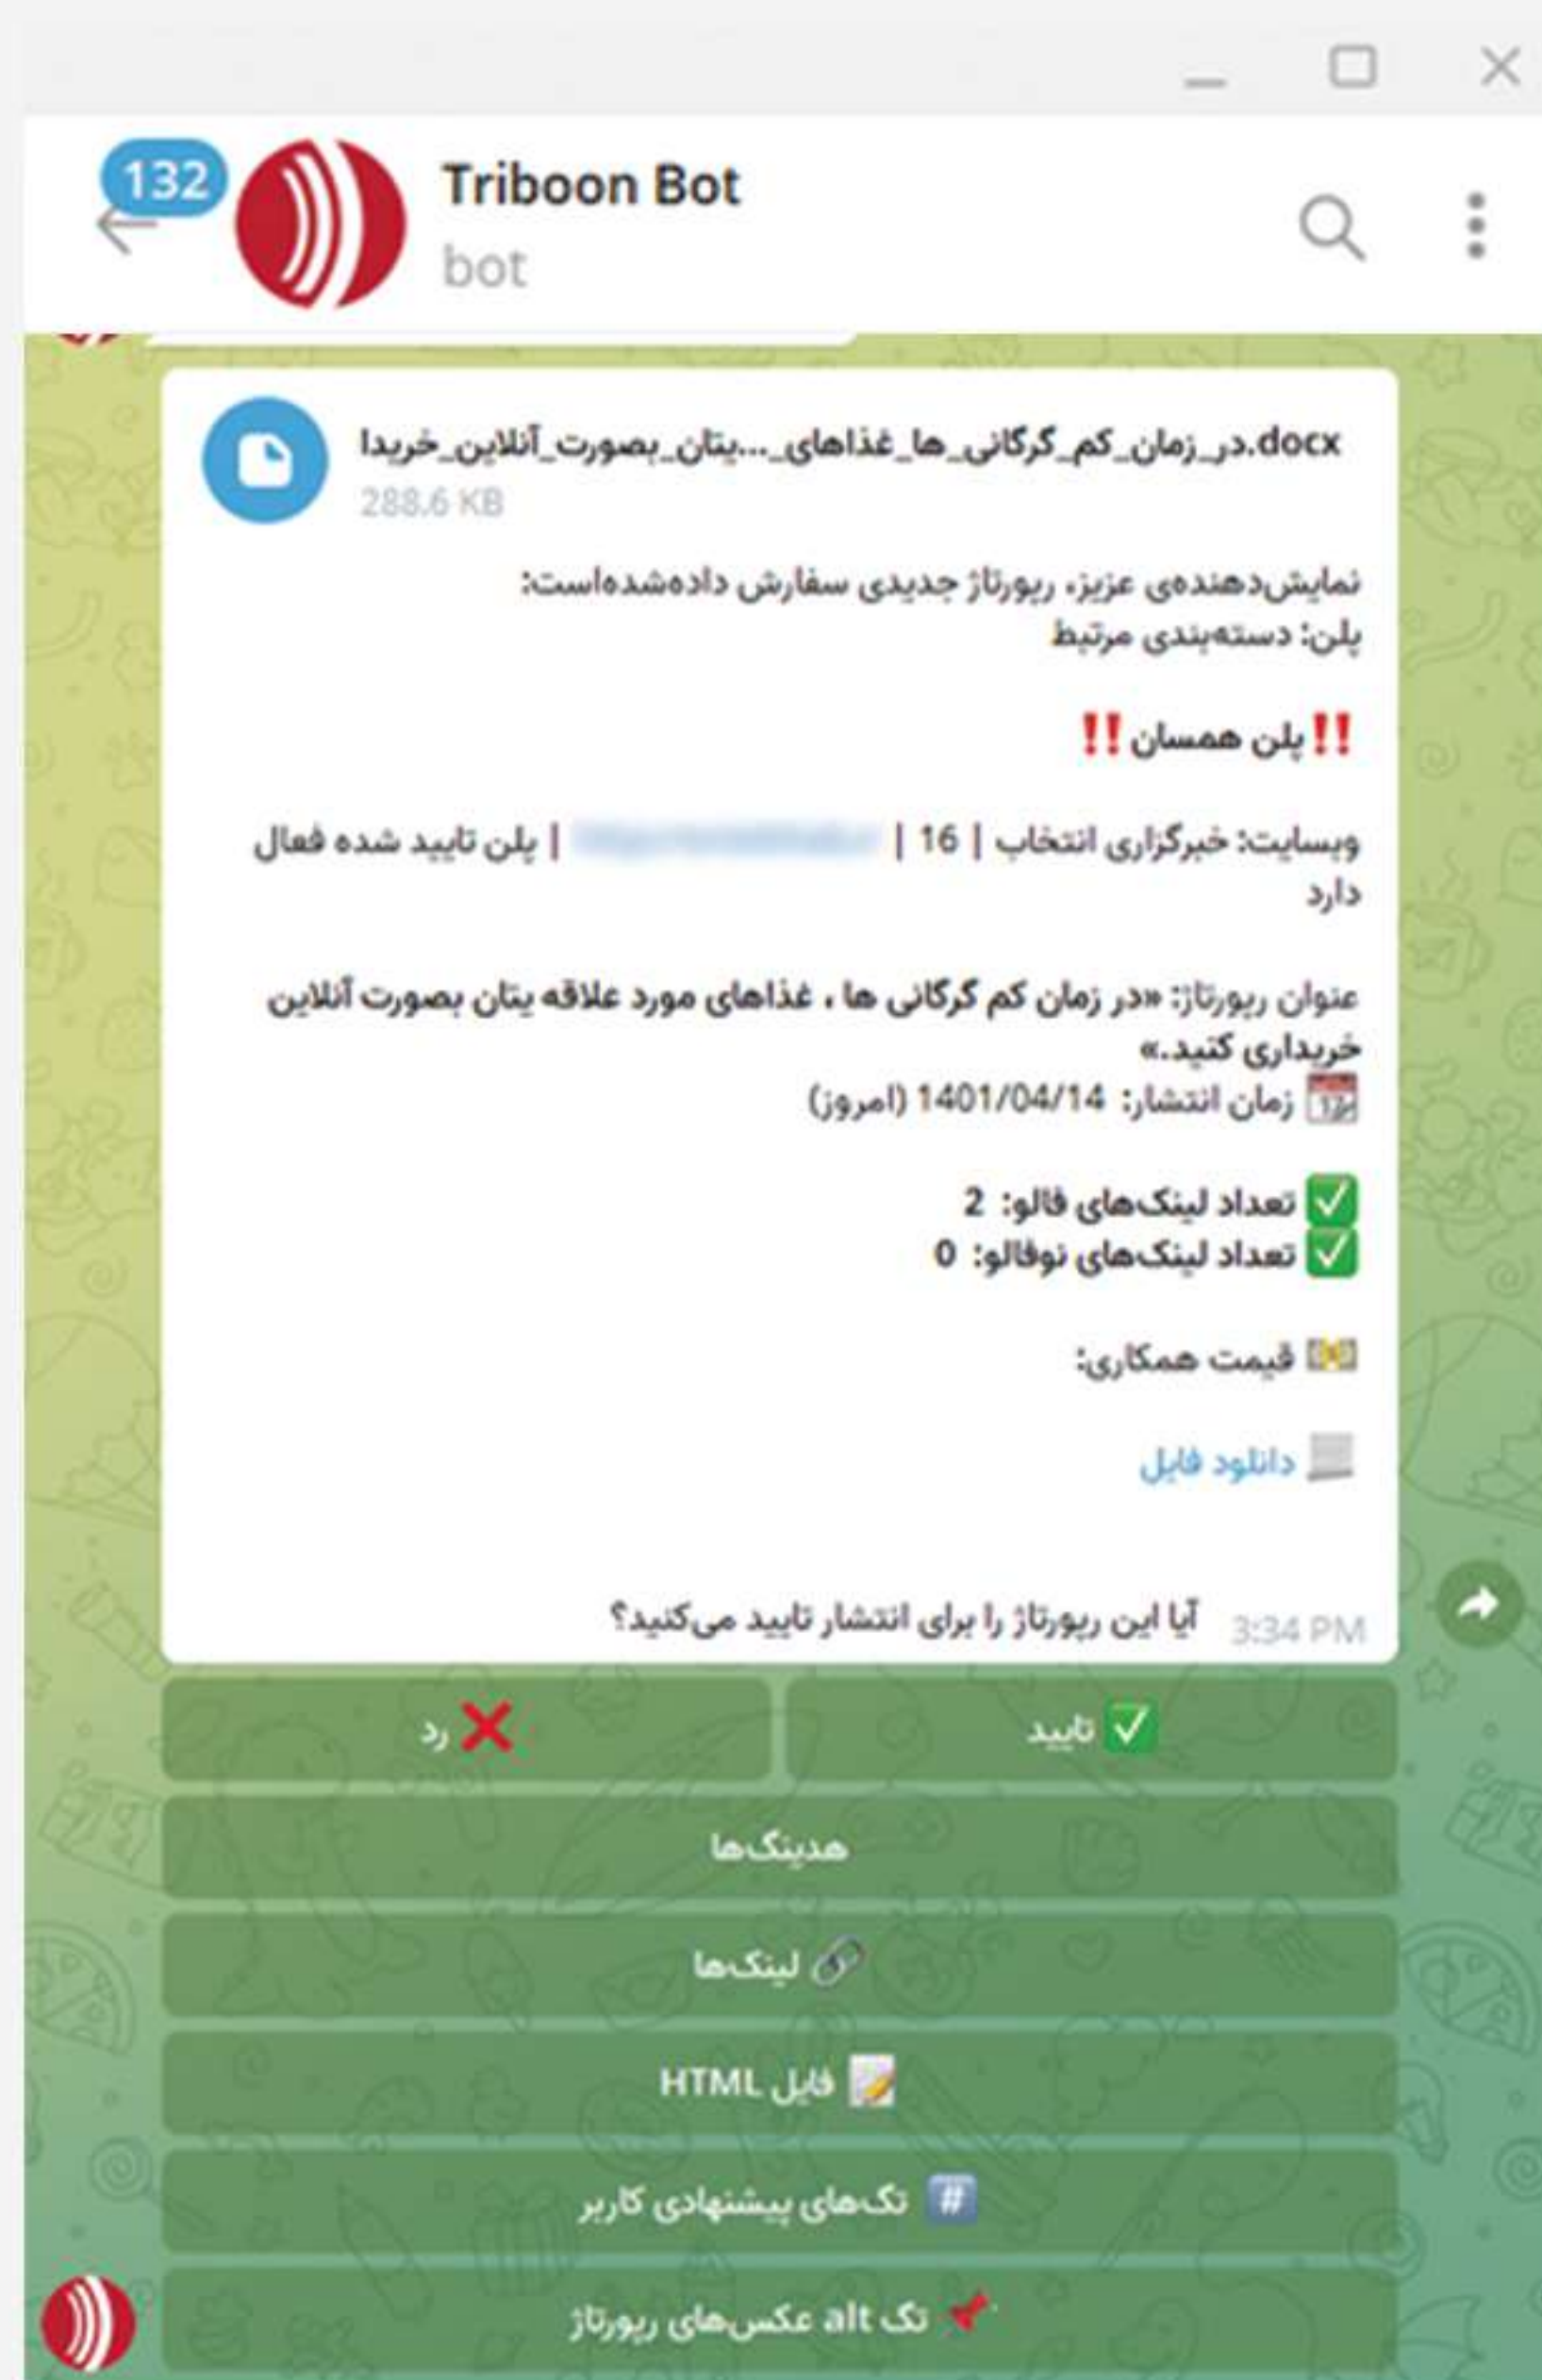 132
Triboon Bot
bot
در_زمان_کم_گرگانی_ها_غذاهای_...یتان_بصورت_آنلاین_خریدا.docx
288.6 KB
نمایش‌دهنده‌ی عزیز، رپورتاژ جدیدی سفارش داده‌شده‌است:
پلن: دسته‌بندی مرتبط
‼️پلن همسان‼️
وبسایت: خبرگزاری انتخاب | 16 | | پلن تایید شده فعال
دارد
عنوان رپورتاژ: «در زمان کم گرگانی ها ، غذاهای مورد علاقه یتان بصورت آنلاین
خریداری کنید.»
زمان انتشار: 1401/04/14 (امروز)
✅ تعداد لینک‌های فالو: 2
✅ تعداد لینک‌های نوفالو: 0
قیمت همکاری:
دانلود فایل
آیا این رپورتاژ را برای انتشار تایید می‌کنید؟ 3:34 PM
✅ تایید
❌ رد
هدینگ‌ها
🔗 لینک‌ها
📝 فایل HTML
#️⃣ تگ‌های پیشنهادی کاربر
📌 تگ alt عکس‌های رپورتاژ